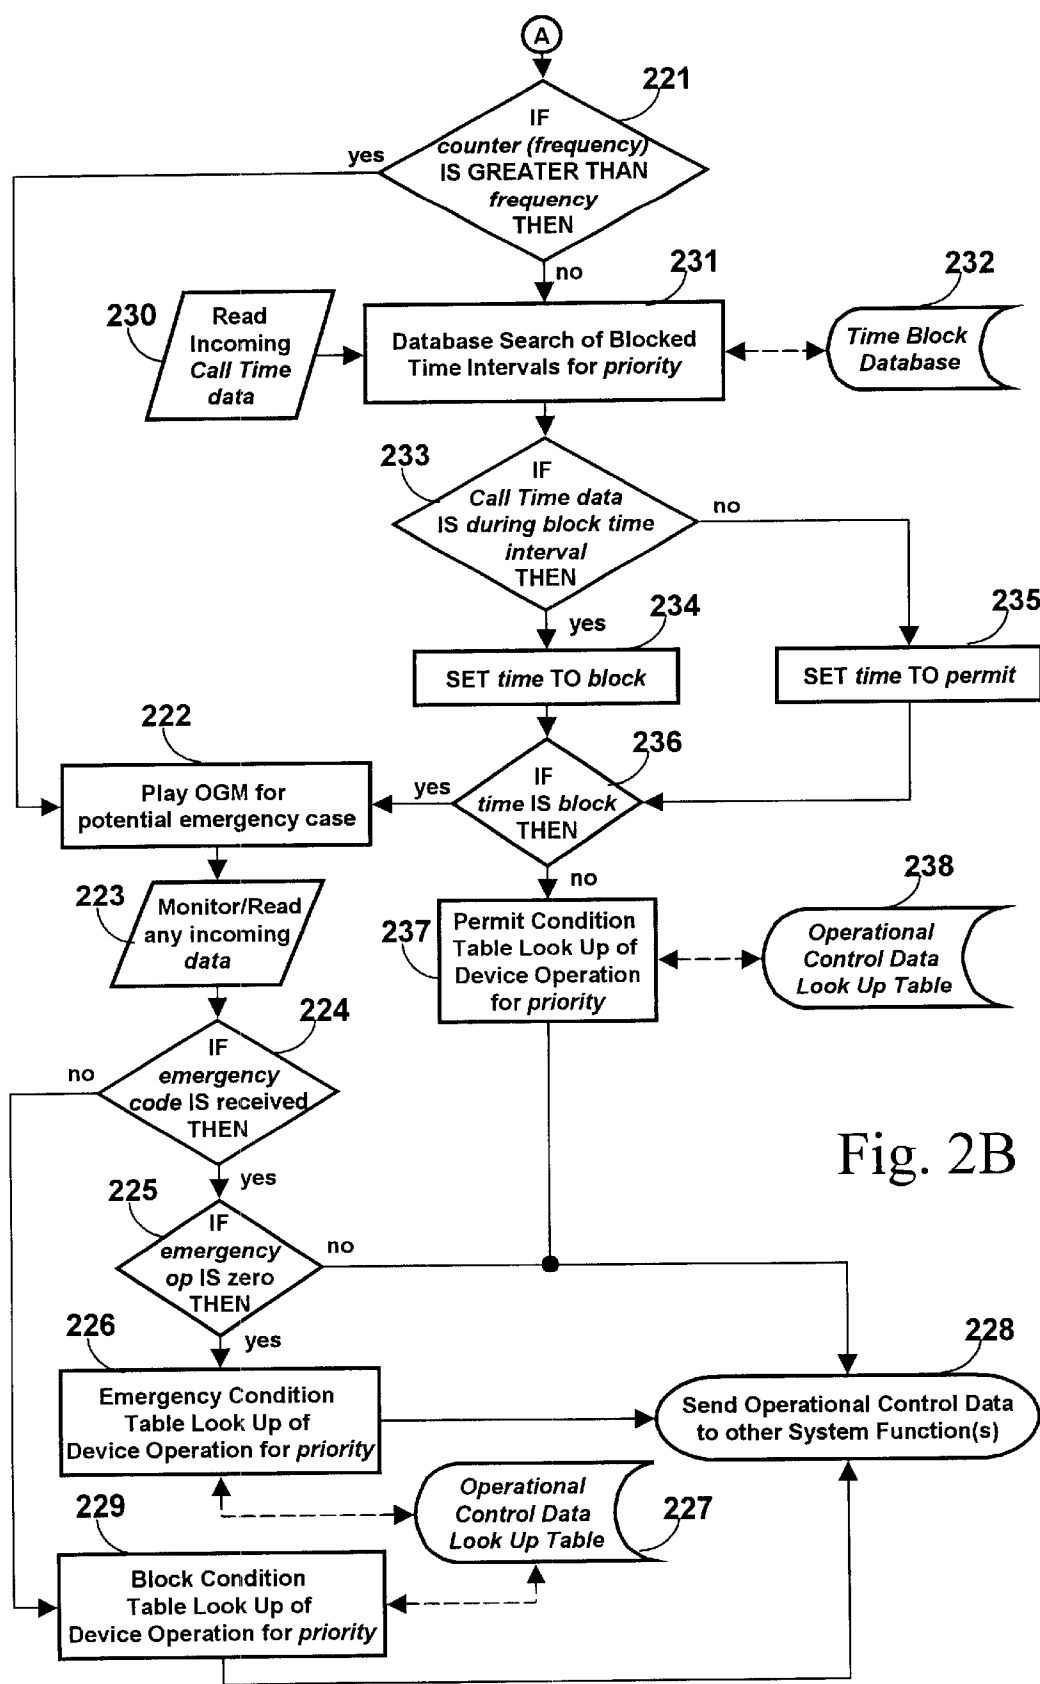 A
221
IF
counter (frequency)
IS GREATER THAN
frequency
THEN
yes
no
231
232
230
Read
Incoming
Call Time
data
Database Search of Blocked
Time Intervals for priority
Time Block
Database
233
IF
Call Time data
IS during block time
interval
THEN
no
yes
234
235
SET time TO block
SET time TO permit
222
236
Play OGM for
potential emergency case
yes
IF
time IS block
THEN
no
238
223
Monitor/Read
any incoming
data
237
Permit Condition
Table Look Up of
Device Operation
for priority
Operational
Control Data
Look Up Table
224
no
IF
emergency
code IS received
THEN
yes
Fig. 2B
225
IF
emergency
op IS zero
THEN
no
yes
226
228
Emergency Condition
Table Look Up of
Device Operation for priority
Send Operational Control Data
to other System Function(s)
Operational
Control Data
Look Up Table
227
229
Block Condition
Table Look Up of
Device Operation for priority